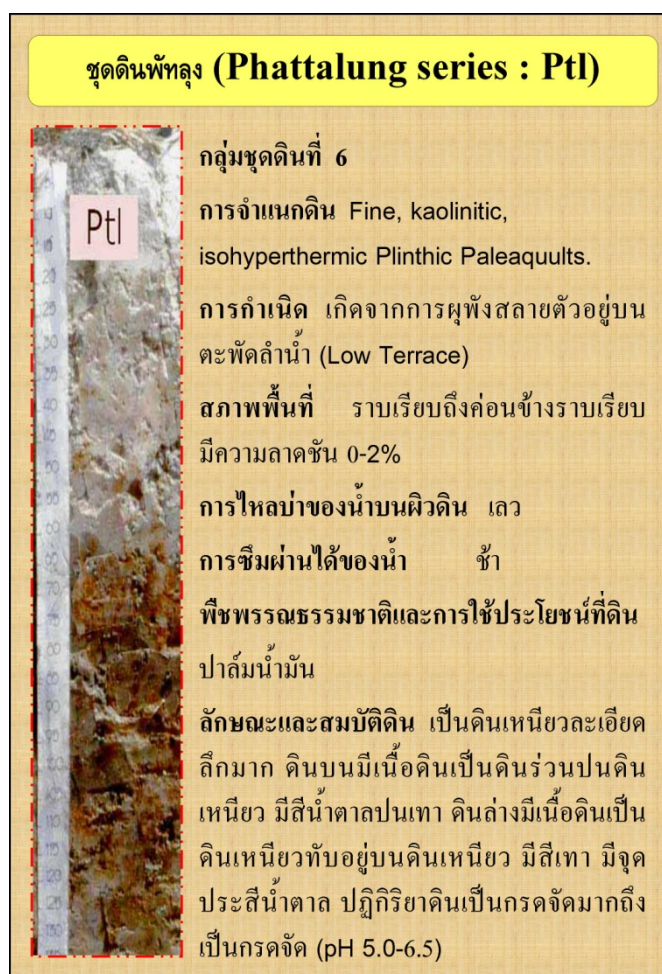 ชุดดินพัทลุง (Phattalung series : Ptl)
Ptl
กลุ่มชุดดินที่ 6
การจำแนกดิน Fine, kaolinitic,
isohyperthermic Plinthic Paleaquults.
การกำเนิด เกิดจากการผุพังสลายตัวอยู่บน
ตะพัดลำน้ำ (Low Terrace)
สภาพพื้นที่ ราบเรียบถึงค่อนข้างราบเรียบ
มีความลาดชัน 0-2%
การไหลบ่าของน้ำบนผิวดิน เลว
การซึมผ่านได้ของน้ำ ช้า
พืชพรรณธรรมชาติและการใช้ประโยชน์ที่ดิน
ปาล์มน้ำมัน
ลักษณะและสมบัติดิน เป็นดินเหนียวละเอียด
ลึกมาก ดินบนมีเนื้อดินเป็นดินร่วนปนดิน
เหนียว มีสีน้ำตาลปนเทา ดินล่างมีเนื้อดินเป็น
ดินเหนียวทับอยู่บนดินเหนียว มีสีเทา มีจุด
ประสีน้ำตาล ปฏิกิริยาดินเป็นกรดจัดมากถึง
เป็นกรดจัด (pH 5.0-6.5)